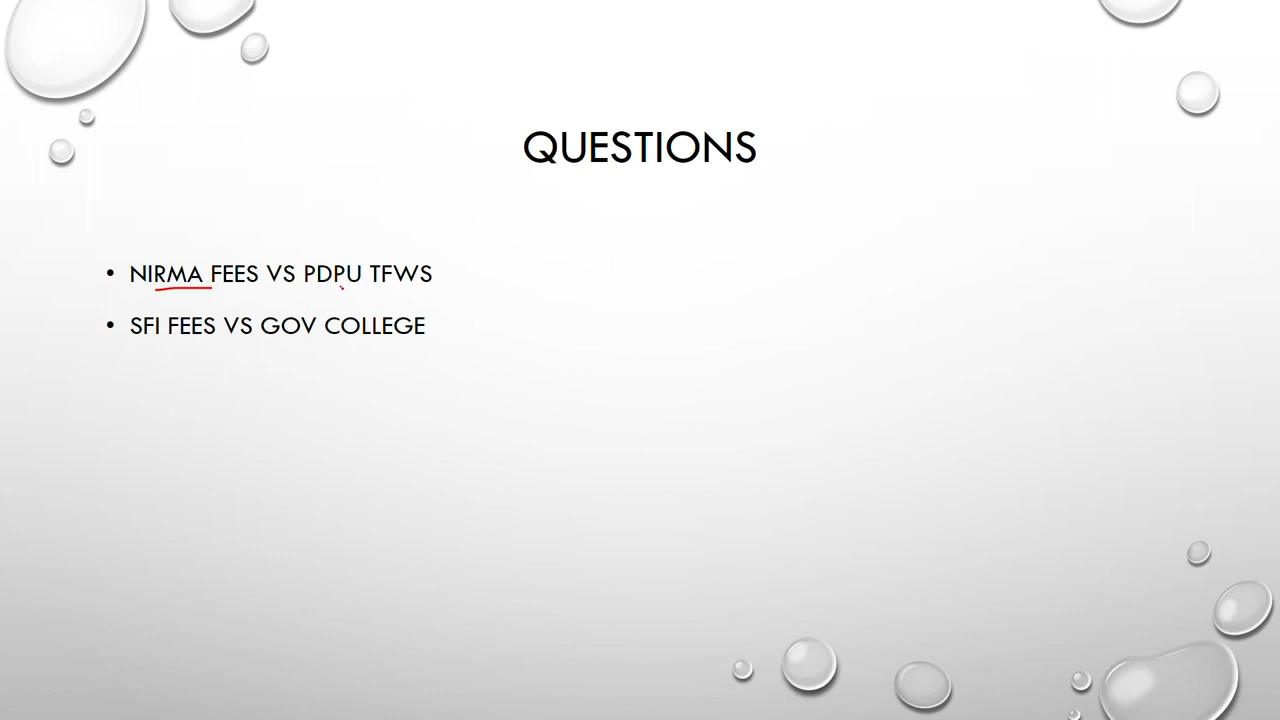 QUESTIONS
• NIRMA FEES VS PDPU TFWS
• SFI FEES VS GOV COLLEGE